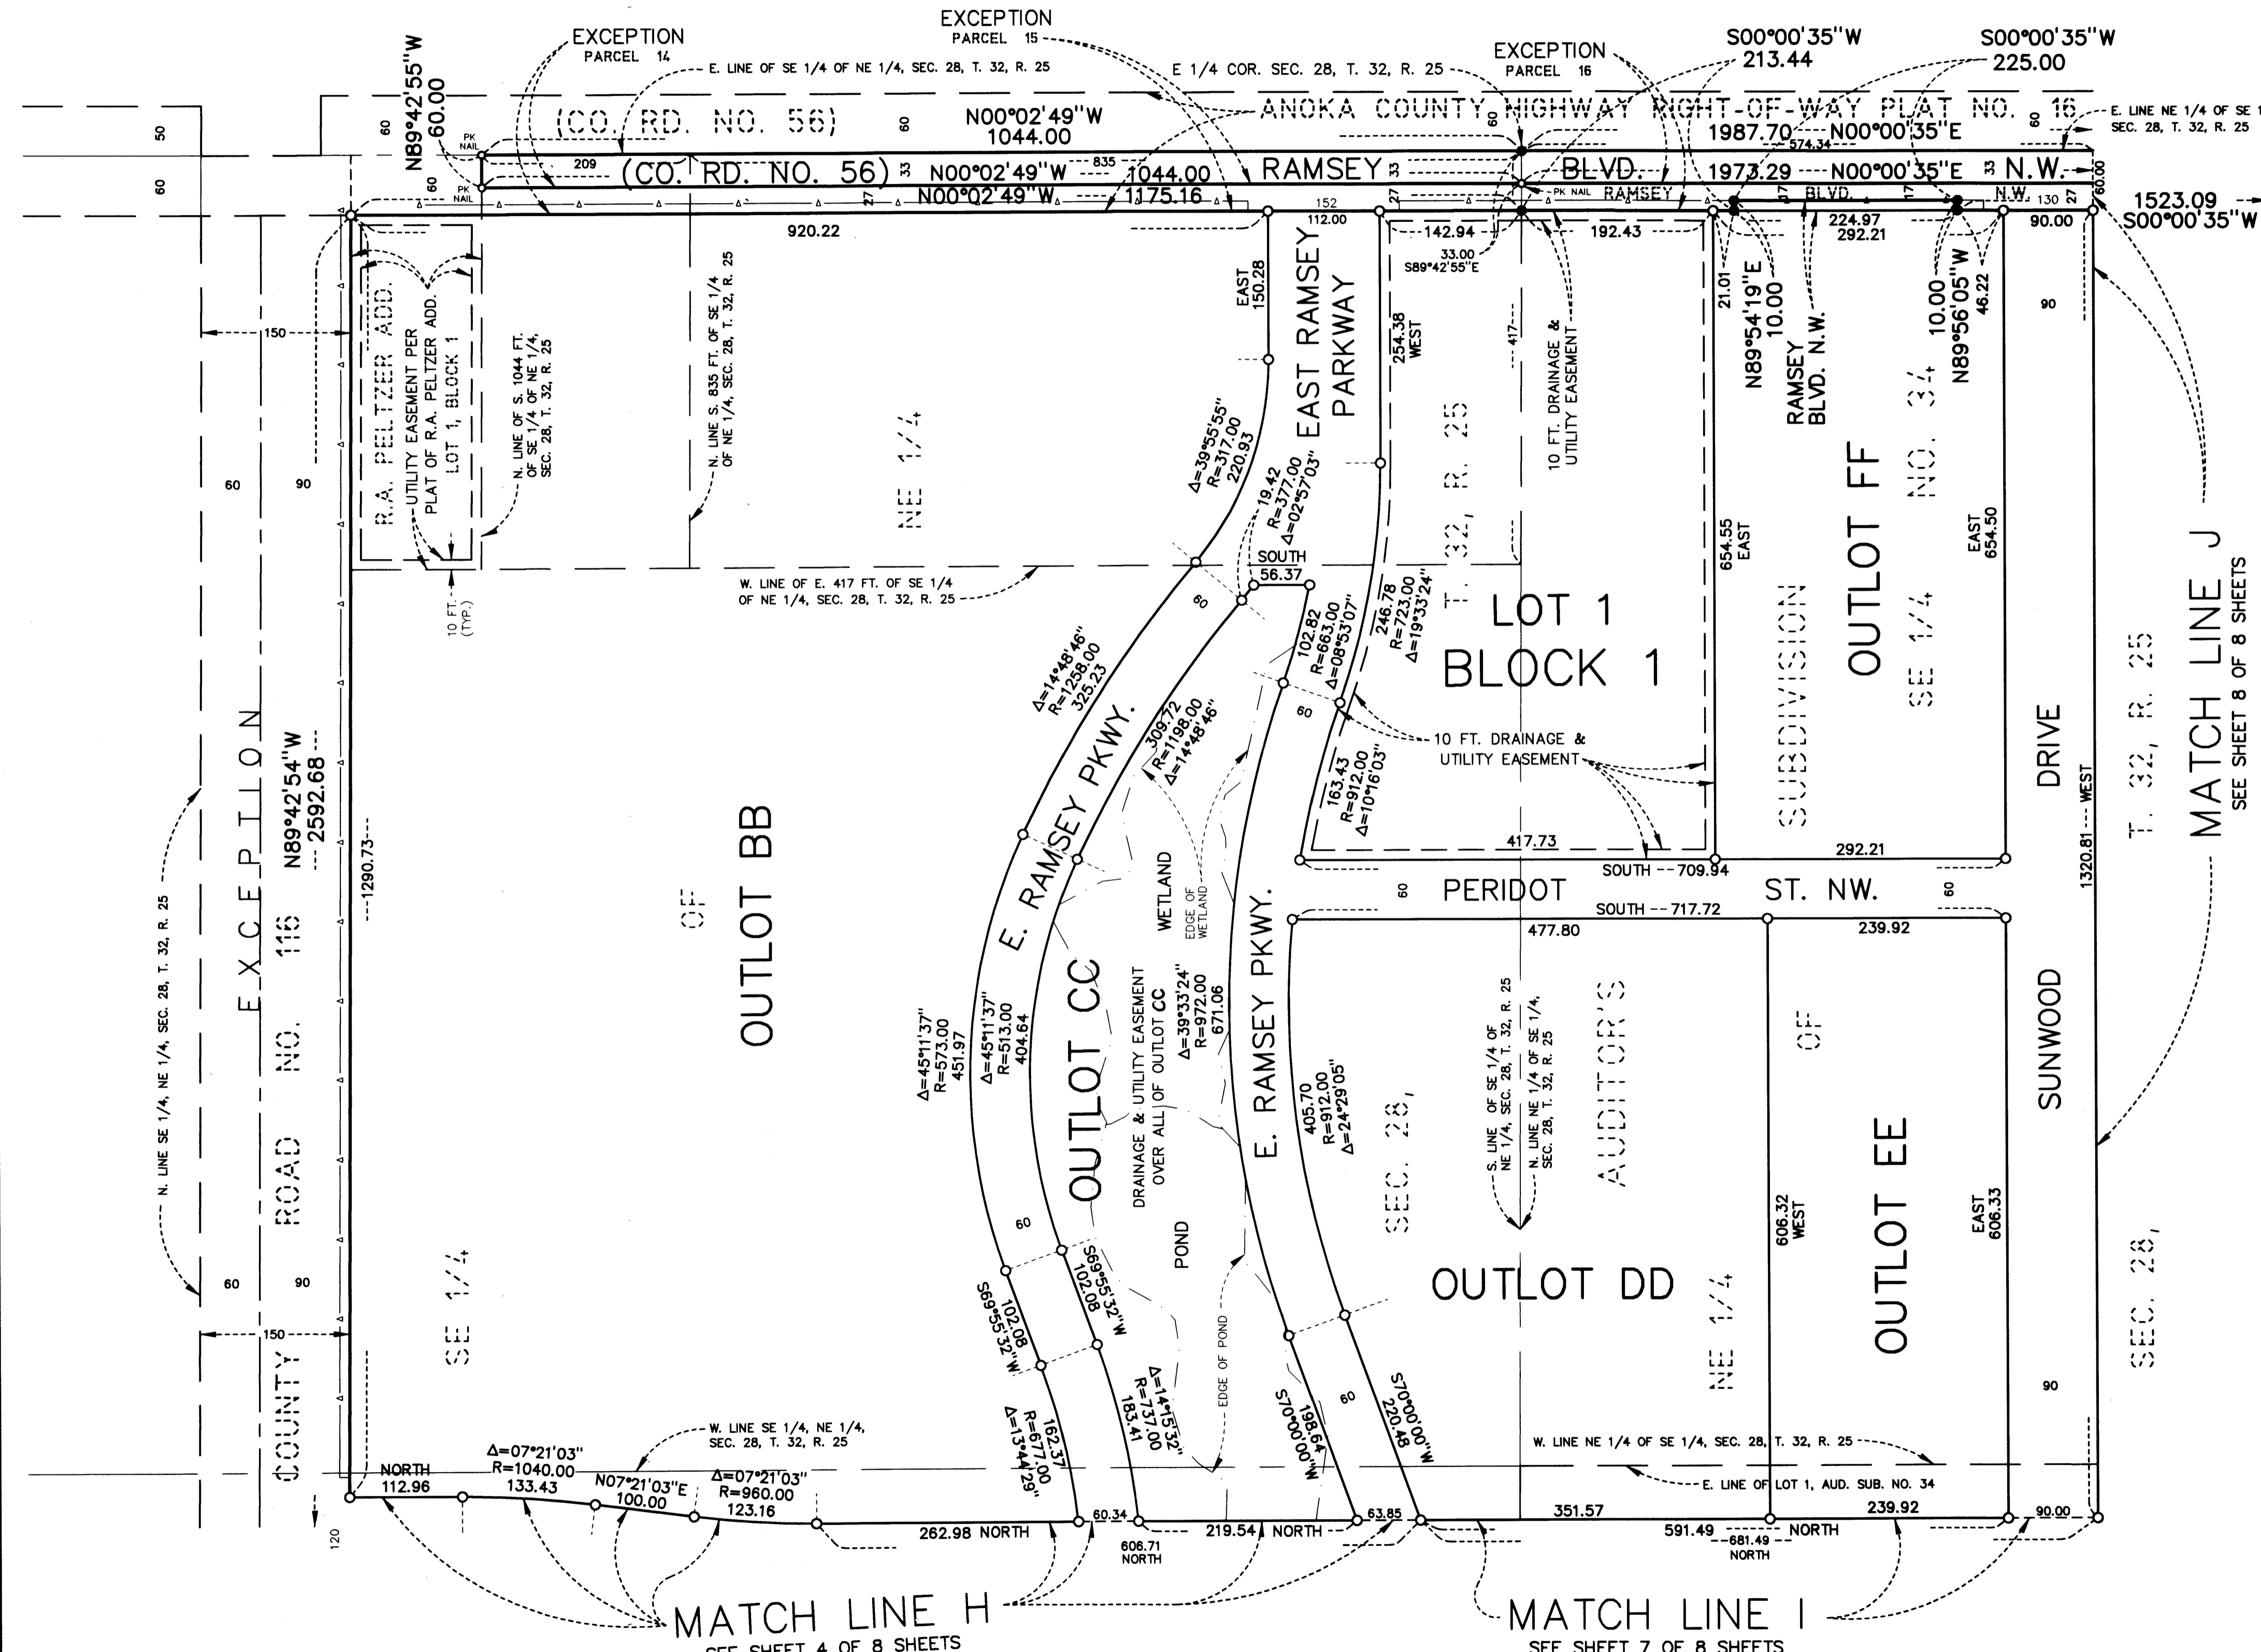 EXCEPTION
PARCEL 14
EXCEPTION
PARCEL 15
EXCEPTION
PARCEL 16
S00°00'35"W
213.44
S00°00'35"W
225.00
E. LINE OF SE 1/4 OF NE 1/4, SEC. 28, T. 32, R. 25
E 1/4 COR. SEC. 28, T. 32, R. 25
N89°42'55"W
60.00
50
60
60
60
60
60
60
(CO. RD. NO. 56)
N00°02'49"W
1044.00
ANOKA COUNTY HIGHWAY RIGHT-OF-WAY PLAT NO. 16
1987.70 N00°00'35"E
574.34
E. LINE NE 1/4 OF SE 1
SEC. 28, T. 32, R. 25
PK
NAIL
209
(CO. RD. NO. 56)
33
N00°02'49"W
835
1044.00
RAMSEY
33
BLVD.
1973.29 N00°00'35"E
33
N.W.
60.00
PK
NAIL
27
N00°02'49"W
1175.16
152
112.00
27
PK NAIL
RAMSEY
17
BLVD.
17
N.W.
130
27
1523.09
S00°00'35"W
920.22
142.94
192.43
224.97
292.21
90.00
33.00
S89°42'55"E
EAST
150.28
EAST RAMSEY
PARKWAY
254.38
WEST
417
21.01
N89°54'19"E
10.00
RAMSEY
BLVD. N.W.
10.00
N89°56'05"W
46.22
90
150
R.A. PELTZER ADD.
UTILITY EASEMENT PER
PLAT OF R.A. PELTZER ADD.
LOT 1, BLOCK 1
N. LINE OF S. 1044 FT.
OF SE 1/4 OF NE 1/4,
SEC. 28, T. 32, R. 25
N. LINE S. 835 FT. OF SE 1/4
OF NE 1/4, SEC. 28, T. 32, R. 25
NE 1/4
Δ=39°55'55"
R=317.00
220.93
19.42
R=377.00
Δ=02°57'03"
T. 32, R. 25
10 FT. DRAINAGE &
UTILITY EASEMENT
OUTLOT FF
SE 1/4 NO. 34
60
90
654.55
EAST
EAST
654.50
SOUTH
56.37
W. LINE OF E. 417 FT. OF SE 1/4
OF NE 1/4, SEC. 28, T. 32, R. 25
10 FT.
(TYP.)
60
102.82
R=663.00
Δ=08°53'07"
246.78
R=723.00
Δ=19°33'24"
LOT 1
BLOCK 1
SUBDIVISION
MATCH LINE J
SEE SHEET 8 OF 8 SHEETS
T. 32, R. 25
Δ=14°48'46"
R=1258.00
325.23
309.72
R=1198.00
Δ=14°48'46"
60
10 FT. DRAINAGE &
UTILITY EASEMENT
163.43
R=912.00
Δ=10°16'03"
DRIVE
1320.81 WEST
EXCEPTION
N89°42'54"W
2592.68
1290.73
OUTLOT BB
OF
E. RAMSEY PKWY.
WETLAND
EDGE OF
WETLAND
417.73
SOUTH 709.94
292.21
60
PERIDOT ST. NW.
60
SOUTH 717.72
477.80
239.92
N. LINE SE 1/4, NE 1/4, SEC. 28, T. 32, R. 25
COUNTY ROAD NO. 116
Δ=45°11'37"
R=573.00
451.97
Δ=45°11'37"
R=513.00
404.64
OUTLOT CC
DRAINAGE & UTILITY EASEMENT
OVER ALL OF OUTLOT CC
Δ=39°33'24"
R=972.00
671.06
E. RAMSEY PKWY.
405.70
R=912.00
Δ=24°29'05"
SEC. 28,
S. LINE OF SE 1/4 OF
NE 1/4, SEC. 28, T. 32, R. 25
N. LINE NE 1/4 OF SE 1/4,
SEC. 28, T. 32, R. 25
AUDITOR'S
OF
SUNWOOD
60
90
150
SE 1/4
60
S69°55'32"W
102.08
102.08
S69°55'32"W
POND
EDGE OF POND
OUTLOT DD
606.32
WEST
OUTLOT EE
EAST
606.33
NE 1/4
SEC. 28,
90
60
198.64
S70°00'00"W
S70°00'00"W
220.48
Δ=14°15'32"
R=737.00
183.41
162.37
R=677.00
Δ=13°44'29"
W. LINE SE 1/4, NE 1/4,
SEC. 28, T. 32, R. 25
W. LINE NE 1/4 OF SE 1/4, SEC. 28, T. 32, R. 25
E. LINE OF LOT 1, AUD. SUB. NO. 34
NORTH
112.96
Δ=07°21'03"
R=1040.00
133.43
N07°21'03"E
100.00
Δ=07°21'03"
R=960.00
123.16
120
262.98 NORTH
60.34
219.54 NORTH
63.85
351.57
239.92
90.00
606.71
NORTH
591.49 NORTH
681.49
NORTH
MATCH LINE H
SEE SHEET 4 OF 8 SHEETS
MATCH LINE I
SEE SHEET 7 OF 8 SHEETS